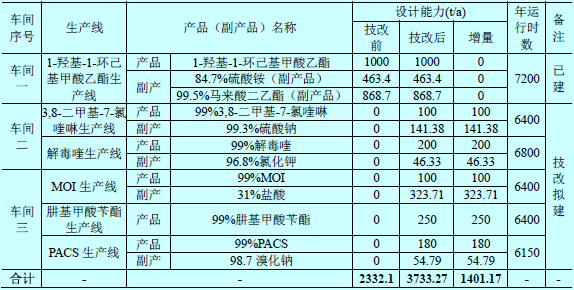 车间序号 生产线 产品（副产品）名称 设计能力(t/a) 年运行时数 备注
技改前 技改后 增量
车间一 1-羟基-1-环己基甲酸乙酯生产线 产品 1-羟基-1-环己基甲酸乙酯 1000 1000 0 7200 已建
副产 84.7%硫酸铵（副产品） 463.4 463.4 0
99.5%马来酸二乙酯（副产品） 868.7 868.7 0
车间二 3,8-二甲基-7-氯喹啉生产线 产品 99%3,8-二甲基-7-氯喹啉 0 100 100 6400 技改拟建
副产 99.3%硫酸钠 0 141.38 141.38
解毒喹生产线 产品 99%解毒喹 0 200 200 6800
副产 96.8%氯化钾 0 46.33 46.33
车间三 MOI 生产线 产品 99%MOI 0 100 100 6400
副产 31%盐酸 0 323.71 323.71
肼基甲酸苄酯生产线 产品 99%肼基甲酸苄酯 0 250 250 6400
PACS 生产线 产品 99%PACS 0 180 180 6150
副产 98.7 溴化钠 0 54.79 54.79
合计 - - 2332.1 3733.27 1401.17 - -